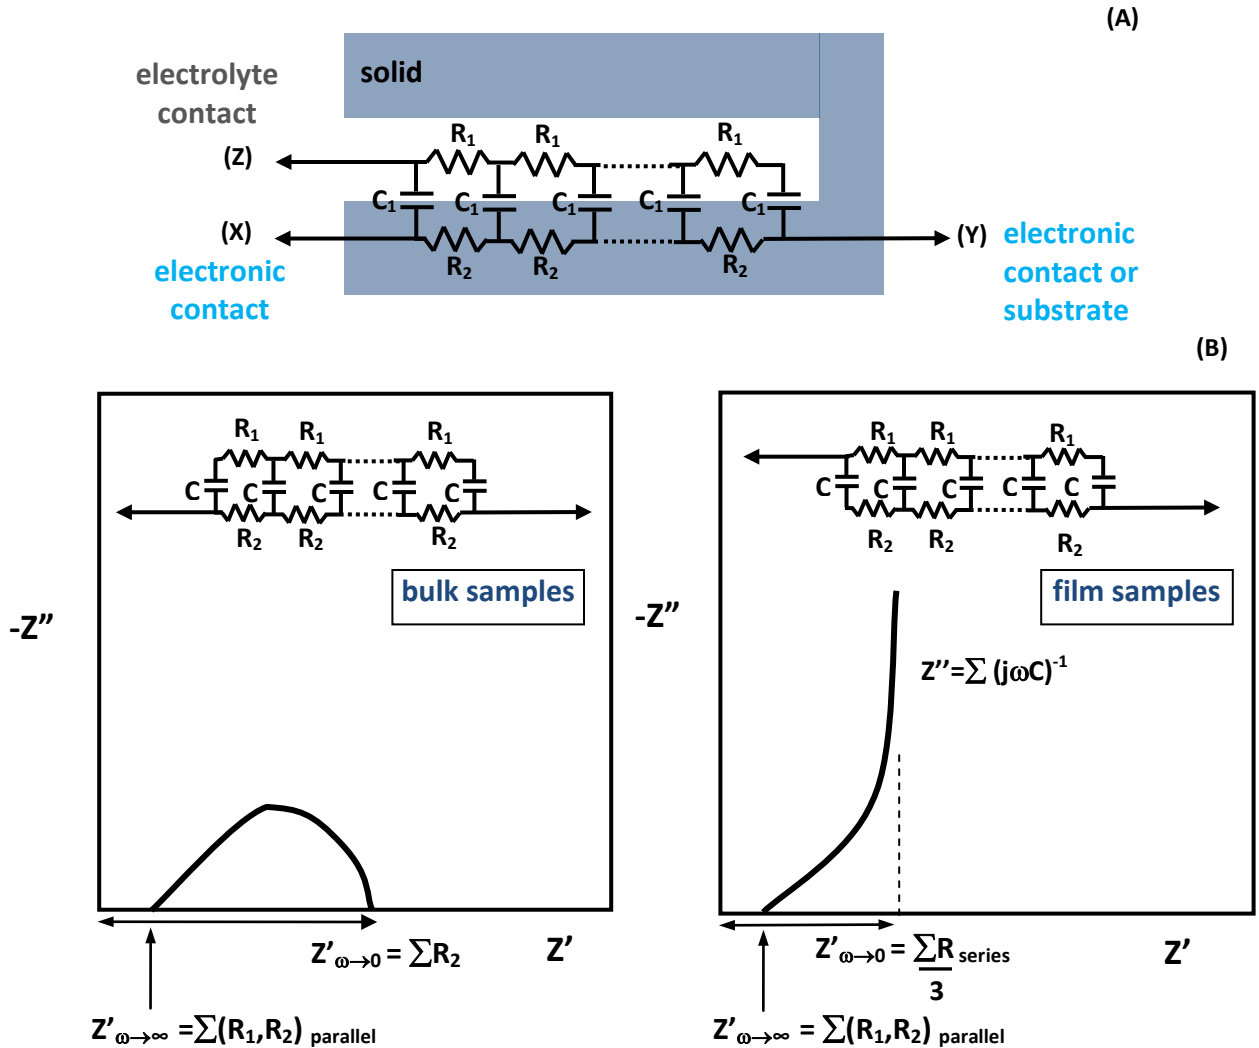 (A)
electrolyte
contact
solid
R₁ R₁ R₁
(Z)
C₁ C₁ C₁ C₁ C₁
(X)
(Y)
R₂ R₂ R₂
electronic
contact
electronic
contact or
substrate
(B)
R₁ R₁ R₁
C C C C C
R₂ R₂ R₂
bulk samples
-Z″
Z'ω→0 = ∑R₂
Z'
Z'ω→∞ = ∑(R₁,R₂) parallel
R₁ R₁ R₁
C C C C C
R₂ R₂ R₂
film samples
-Z″
Z''=∑ (jωC)⁻¹
Z'ω→0 = ∑R series
3
Z'
Z'ω→∞ = ∑(R₁,R₂) parallel